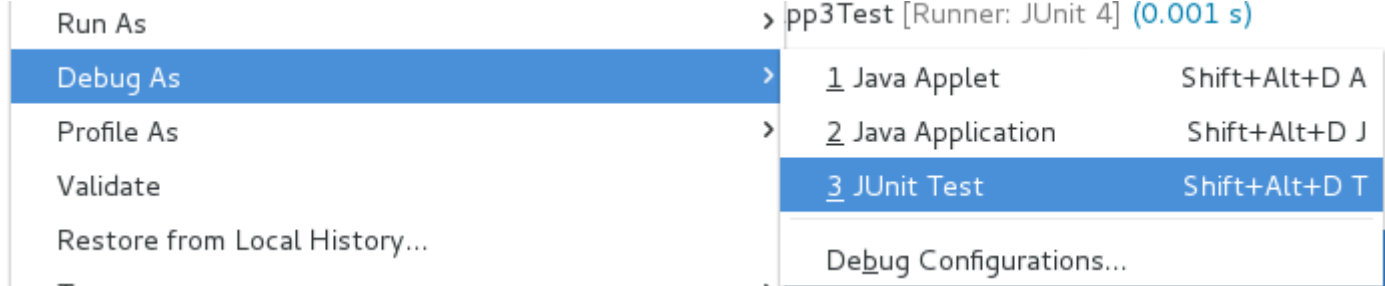 Run As
Debug As
Profile As
Validate
Restore from Local History...
pp3Test [Runner: JUnit 4] (0.001 s)
1 Java Applet Shift+Alt+D A
2 Java Application Shift+Alt+D J
3 JUnit Test Shift+Alt+D T
Debug Configurations...